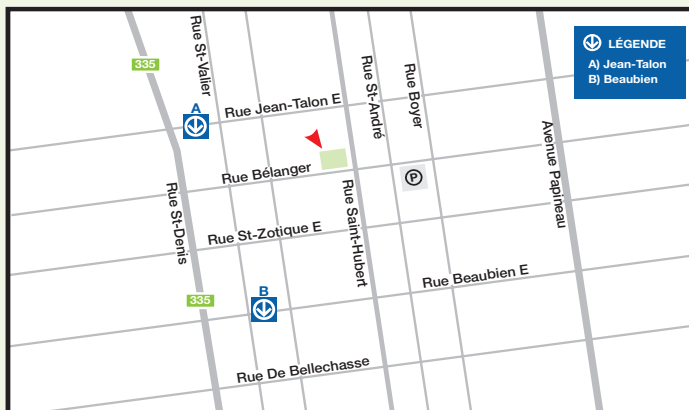 LÉGENDE
A) Jean-Talon
B) Beaubien
335
Rue St-Valier
Rue St-André
Rue Boyer
A
Rue Jean-Talon E
Avenue Papineau
Rue Bélanger
P
Rue St-Denis
Rue Saint-Hubert
Rue St-Zotique E
Rue Beaubien E
335
B
Rue De Bellechasse